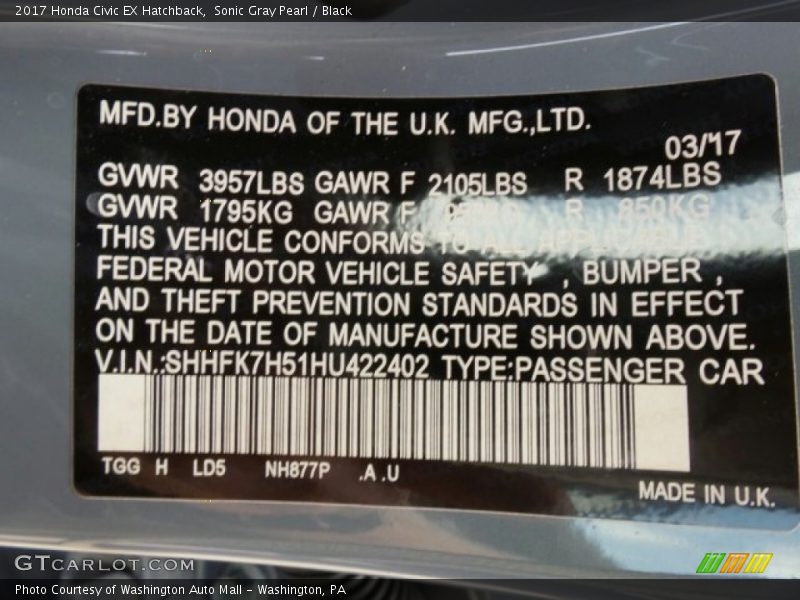 2017 Honda Civic EX Hatchback, Sonic Gray Pearl / Black
MFD.BY HONDA OF THE U.K. MFG.,LTD.
03/'17
GVWR 3957LBS GAWR F 2105LBS R 1874LBS
GVWR 1795KG GAWR F R 850KG
THIS VEHICLE CONFORMS TO ALL APPLICABLE
FEDERAL MOTOR VEHICLE SAFETY , BUMPER ,
AND THEFT PREVENTION STANDARDS IN EFFECT
ON THE DATE OF MANUFACTURE SHOWN ABOVE.
V.I.N.:SHHFK7H51HU422402 TYPE:PASSENGER CAR
TGG H LD5 NH877P .A .U
MADE IN U.K.
GTCARLOT.COM
Photo Courtesy of Washington Auto Mall - Washington, PA